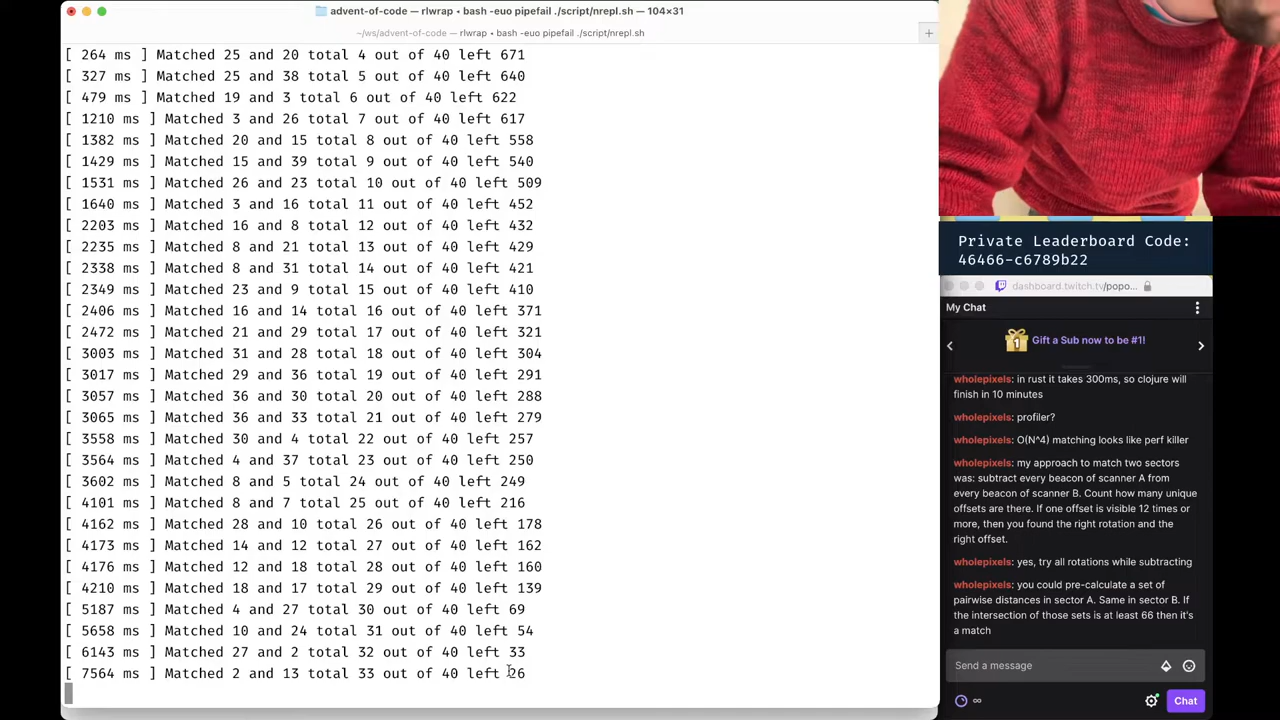 advent-of-code — rlwrap • bash -euo pipefail ./script/nrepl.sh — 104×31
~/ws/advent-of-code — rlwrap • bash -euo pipefail ./script/nrepl.sh
+
[ 264 ms ] Matched 25 and 20 total 4 out of 40 left 671
[ 327 ms ] Matched 25 and 38 total 5 out of 40 left 640
[ 479 ms ] Matched 19 and 3 total 6 out of 40 left 622
[ 1210 ms ] Matched 3 and 26 total 7 out of 40 left 617
[ 1382 ms ] Matched 20 and 15 total 8 out of 40 left 558
[ 1429 ms ] Matched 15 and 39 total 9 out of 40 left 540
[ 1531 ms ] Matched 26 and 23 total 10 out of 40 left 509
[ 1640 ms ] Matched 3 and 16 total 11 out of 40 left 452
[ 2203 ms ] Matched 16 and 8 total 12 out of 40 left 432
[ 2235 ms ] Matched 8 and 21 total 13 out of 40 left 429
[ 2338 ms ] Matched 8 and 31 total 14 out of 40 left 421
[ 2349 ms ] Matched 23 and 9 total 15 out of 40 left 410
[ 2406 ms ] Matched 16 and 14 total 16 out of 40 left 371
[ 2472 ms ] Matched 21 and 29 total 17 out of 40 left 321
[ 3003 ms ] Matched 31 and 28 total 18 out of 40 left 304
[ 3017 ms ] Matched 29 and 36 total 19 out of 40 left 291
[ 3057 ms ] Matched 36 and 30 total 20 out of 40 left 288
[ 3065 ms ] Matched 36 and 33 total 21 out of 40 left 279
[ 3558 ms ] Matched 30 and 4 total 22 out of 40 left 257
[ 3564 ms ] Matched 4 and 37 total 23 out of 40 left 250
[ 3602 ms ] Matched 8 and 5 total 24 out of 40 left 249
[ 4101 ms ] Matched 8 and 7 total 25 out of 40 left 216
[ 4162 ms ] Matched 28 and 10 total 26 out of 40 left 178
[ 4173 ms ] Matched 14 and 12 total 27 out of 40 left 162
[ 4176 ms ] Matched 12 and 18 total 28 out of 40 left 160
[ 4210 ms ] Matched 18 and 17 total 29 out of 40 left 139
[ 5187 ms ] Matched 4 and 27 total 30 out of 40 left 69
[ 5658 ms ] Matched 10 and 24 total 31 out of 40 left 54
[ 6143 ms ] Matched 27 and 2 total 32 out of 40 left 33
[ 7564 ms ] Matched 2 and 13 total 33 out of 40 left 26
Private Leaderboard Code:
46466-c6789b22
dashboard.twitch.tv/popo...
My Chat
1 Gift a Sub now to be #1!
wholepixels: in rust it takes 300ms, so clojure will
finish in 10 minutes
wholepixels: profiler?
wholepixels: O(N^4) matching looks like perf killer
wholepixels: my approach to match two sectors
was: subtract every beacon of scanner A from
every beacon of scanner B. Count how many unique
offsets are there. If one offset is visible 12 times or
more, then you found the right rotation and the
right offset.
wholepixels: yes, try all rotations while subtracting
wholepixels: you could pre-calculate a set of
pairwise distances in sector A. Same in sector B. If
the intersection of those sets is at least 66 then it's
a match
Send a message
∞
Chat